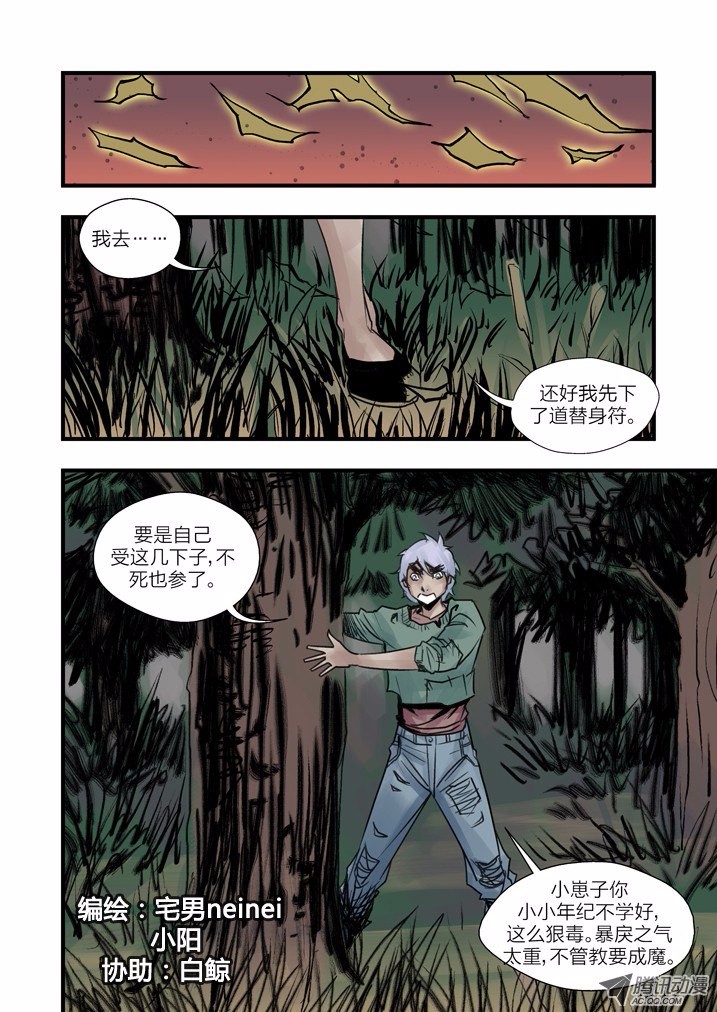 我去……
还好我先下
了道替身符。
要是自己
受这几下子,不
死也参了。
编绘：宅男neinei
小阳
协助：白鲸
小崽子你
小小年纪不学好,
这么狠毒。暴戾之气
太重,不管教要成魔。
腾讯动漫
AC.QQ.COM